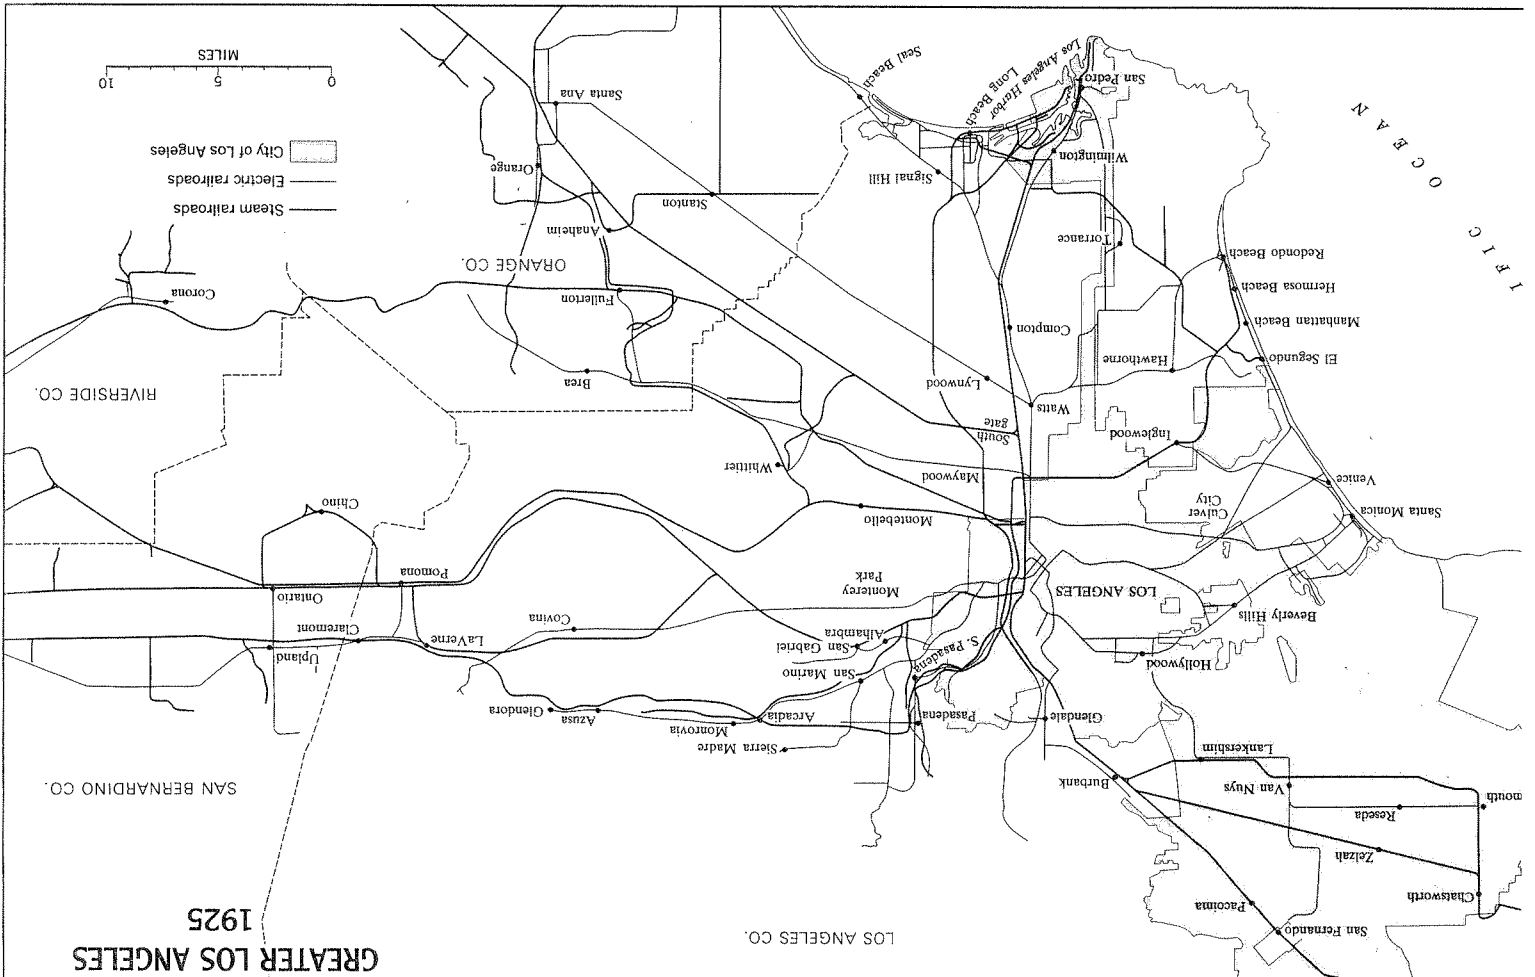 GREATER LOS ANGELES
1925
LOS ANGELES CO.
San Fernando
Pacoima
Chatsworth
Zelzah
Reseda
mouth
Van Nuys
Lankershim
Burbank
Glendale
Pasadena
Sierra Madre
Monrovia
Arcadia
Azusa
Glendora
SAN BERNARDINO CO.
Hollywood
S. Pasadena
San Marino
San Gabriel
Alhambra
LaVerne
Claremont
Upland
Beverly Hills
LOS ANGELES
Monterey
Park
Covina
Pomona
Ontario
Santa Monica
Culver
City
Montebello
Chino
Venice
Maywood
Whittier
Inglewood
South
gate
Watts
Lynwood
Brea
RIVERSIDE CO.
El Segundo
Hawthorne
Manhattan Beach
Compton
Hermosa Beach
Fullerton
Corona
Redondo Beach
Torrance
ORANGE CO.
Anaheim
Stanton
IFIC OCEAN
Wilmington
Signal Hill
Orange
San Pedro
Los Angeles Harbor
Long Beach
Seal Beach
Santa Ana
Steam railroads
Electric railroads
City of Los Angeles
0 5 10
MILES